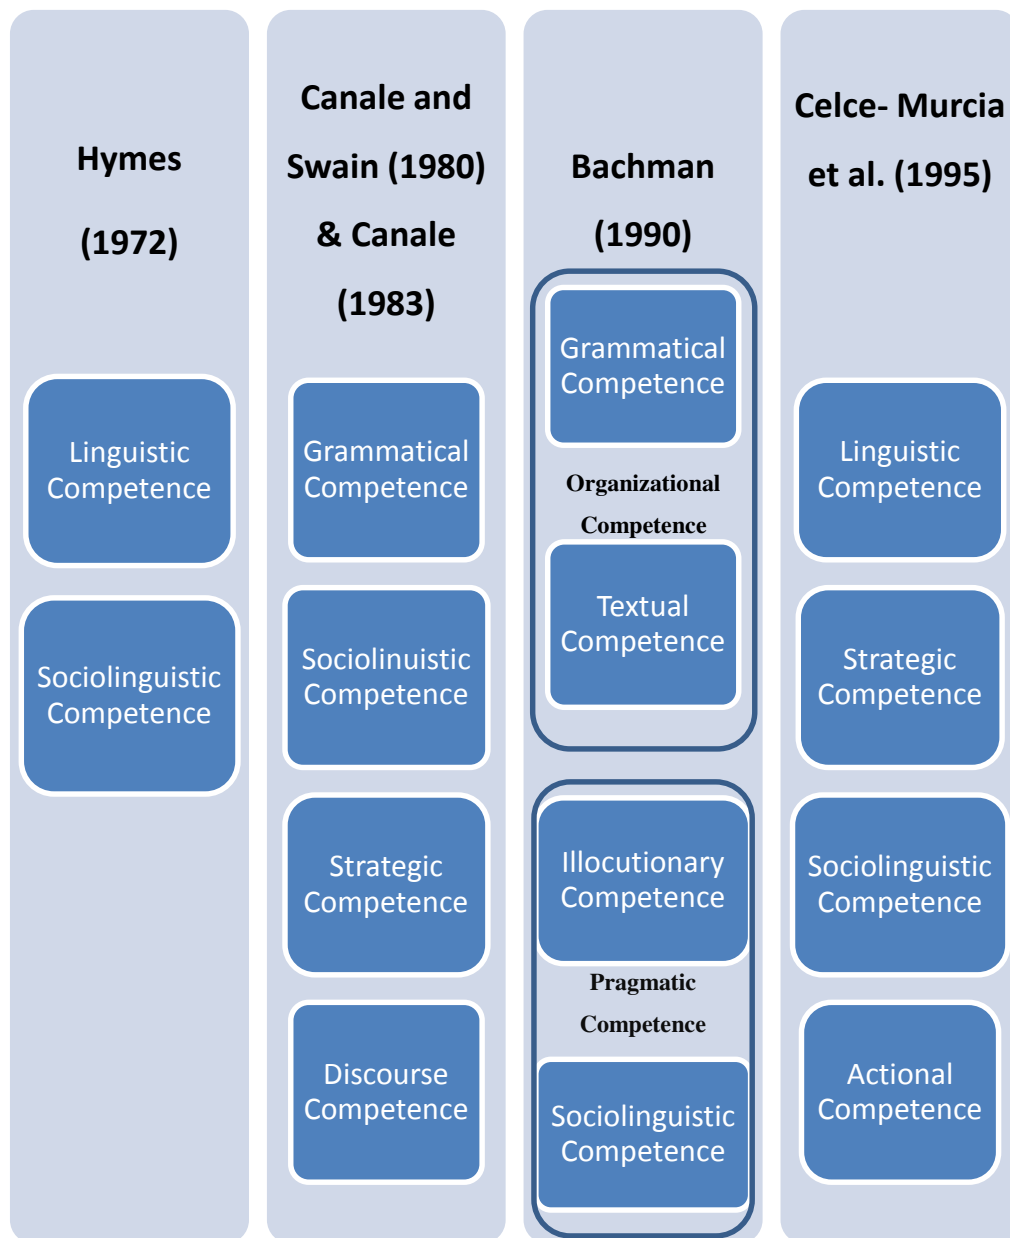 Hymes
(1972)
Linguistic
Competence
Sociolinguistic
Competence
Canale and
Swain (1980)
& Canale
(1983)
Grammatical
Competence
Sociolinuistic
Competence
Strategic
Competence
Discourse
Competence
Bachman
(1990)
Grammatical
Competence
Organizational
Competence
Textual
Competence
Illocutionary
Competence
Pragmatic
Competence
Sociolinguistic
Competence
Celce- Murcia
et al. (1995)
Linguistic
Competence
Strategic
Competence
Sociolinguistic
Competence
Actional
Competence